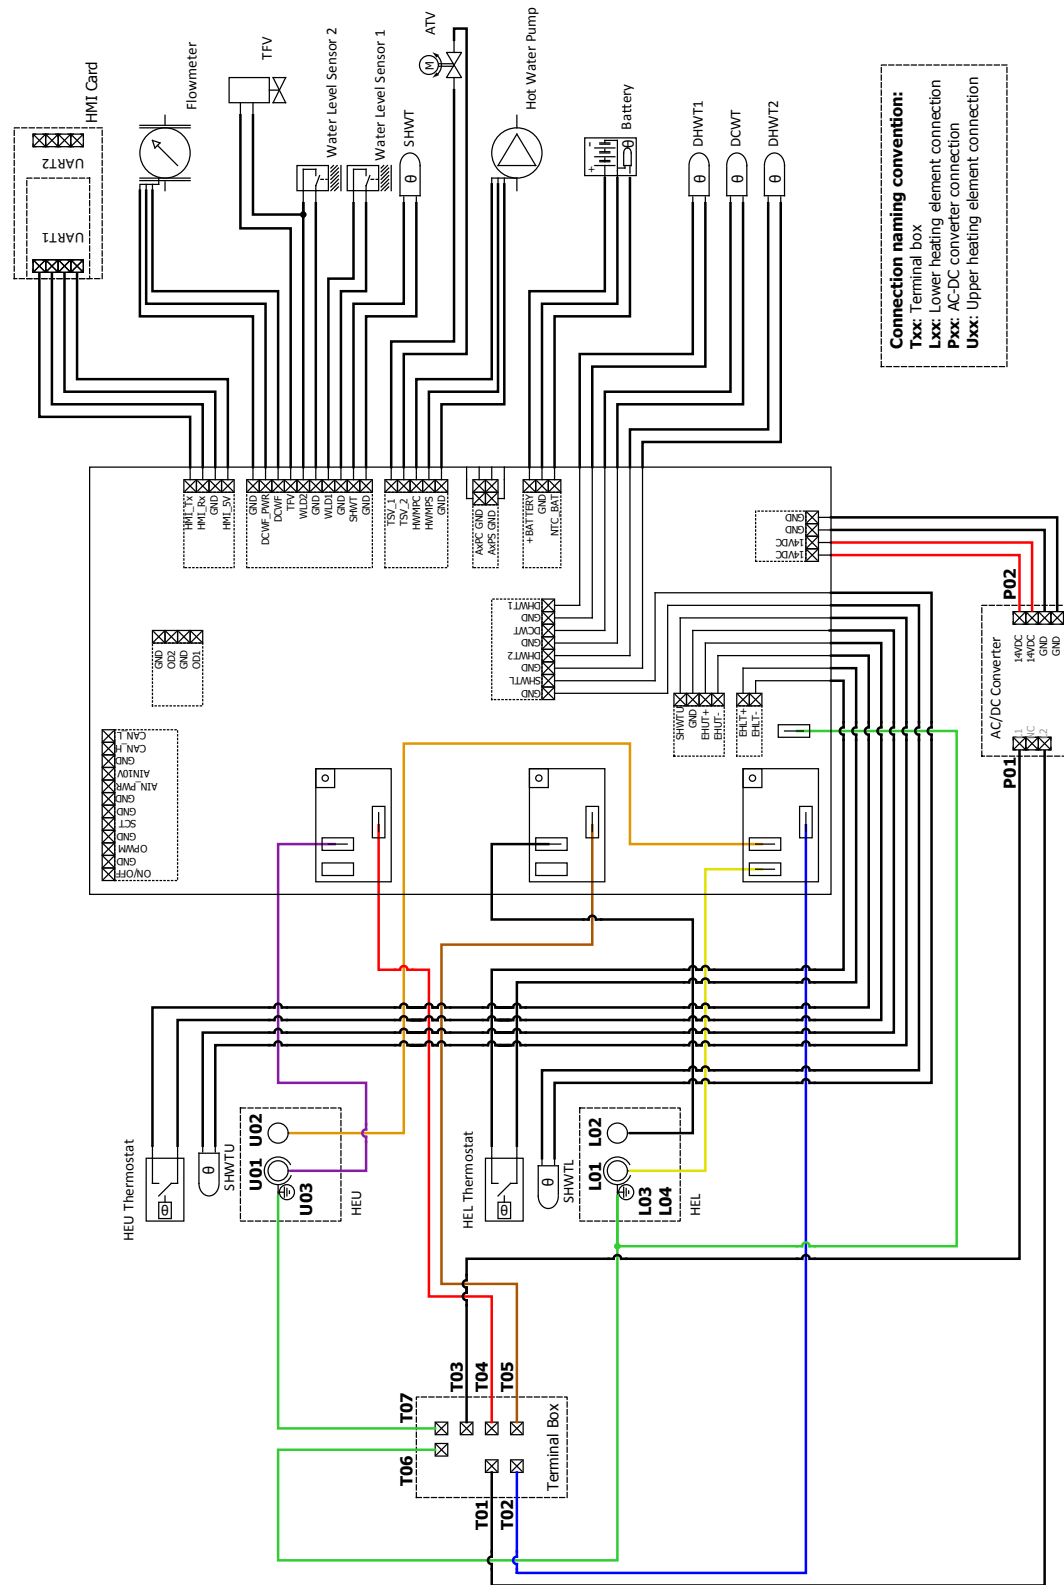 HMI Card
UART2
UART1
Flowmeter
TFV
Water Level Sensor 2
Water Level Sensor 1
SHWT
ATV
M
Hot Water Pump
Battery
DHWT1
DCWT
DHWT2
θ
θ
θ
θ
θ
+
-
Connection naming convention:
Txx: Terminal box
Lxx: Lower heating element connection
Pxx: AC-DC converter connection
Uxx: Upper heating element connection
HMI_Tx
HMI_Rx
GND
HMI_5V
GND
DCWF_PWR
DCWF
TFV
WLD2
GND
WLD1
GND
SHWT
GND
TSV_1
TSV_2
HWMPC
HWMPS
GND
AxPC GND
AxPS GND
+BATTERY
GND
NTC_BAT
GND
OD2
GND
OD1
DHWT1
GND
DCWT
GND
DHWT2
GND
SHWTL
GND
SHWTU
GND
EHUT+
EHUT-
EHLT+
EHLT-
GND
GND
14VDC
14VDC
CAN_L
CAN_H
GND
AIN10V
AIN_PWR
GND
GND
SCT
GND
OPWM
GND
ON/OFF
P02
14VDC
14VDC
GND
GND
AC/DC Converter
P01
L1
NC
L2
HEU Thermostat
θ
SHWTU
θ
U02
U01
U03
HEU
HEL Thermostat
θ
SHWTL
θ
L02
L01
L03
L04
HEL
T07
T03
T04
T05
T06
T01
T02
Terminal Box